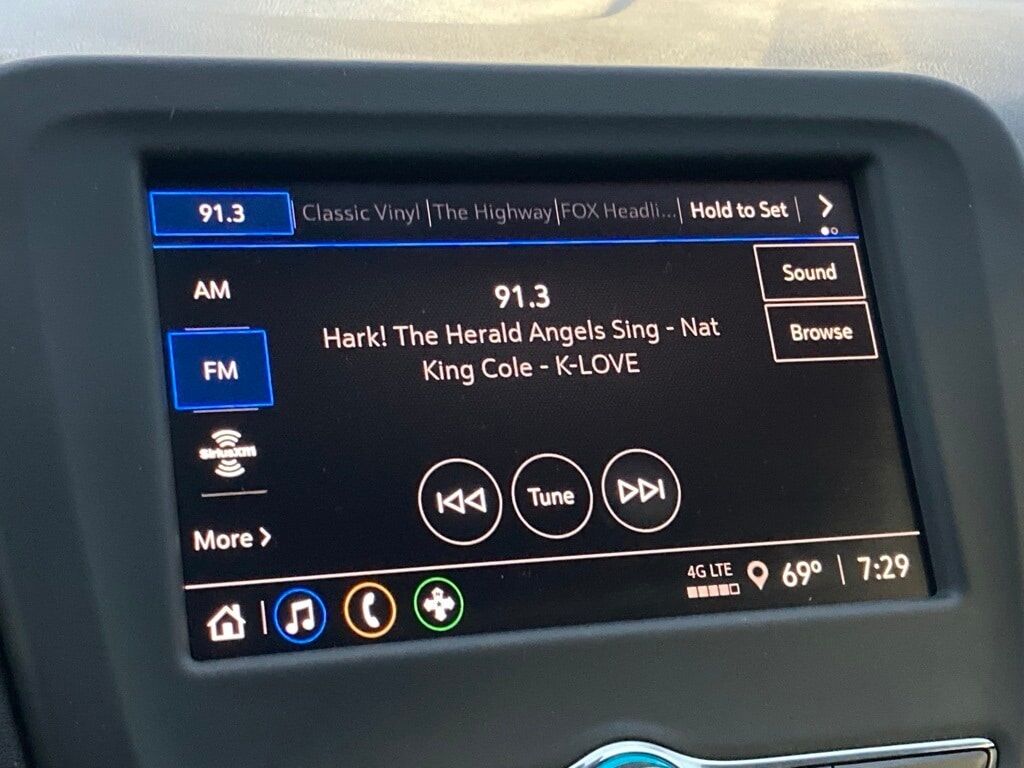 91.3
Classic Vinyl
The Highway
FOX Headli...
Hold to Set
AM
91.3
Sound
Hark! The Herald Angels Sing - Nat
King Cole - K-LOVE
Browse
FM
SiriusXM
Tune
More
4G LTE
69°
7:29